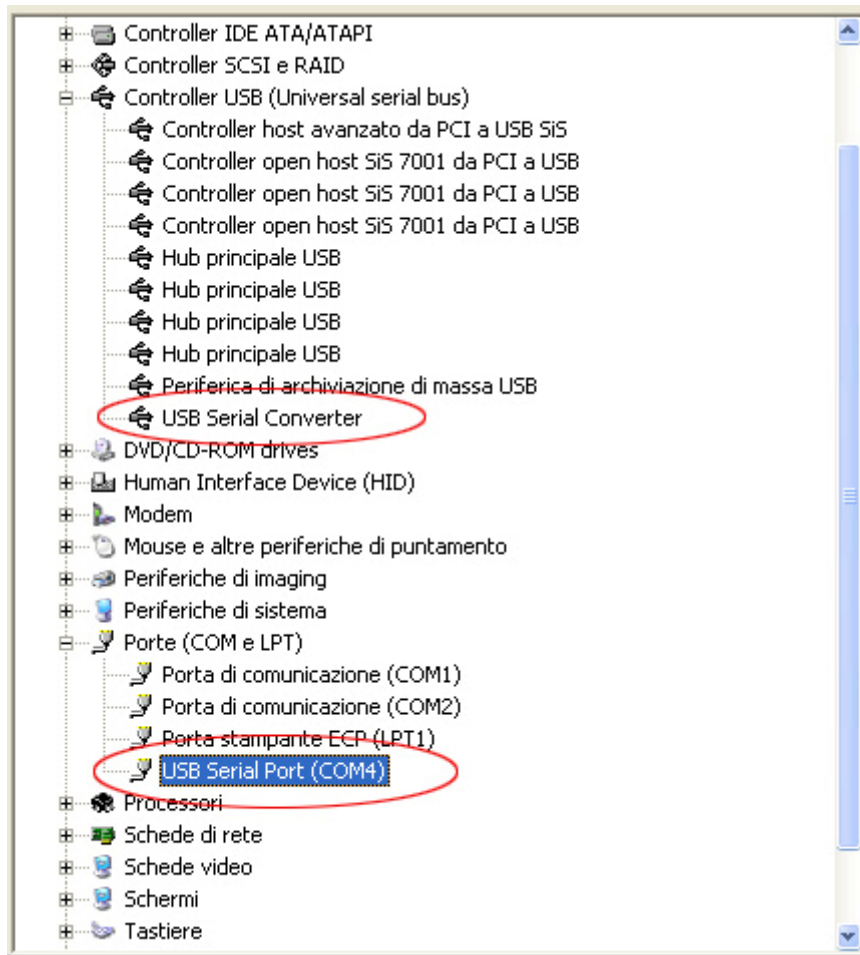 Controller IDE ATA/ATAPI
Controller SCSI e RAID
Controller USB (Universal serial bus)
Controller host avanzato da PCI a USB SiS
Controller open host SiS 7001 da PCI a USB
Controller open host SiS 7001 da PCI a USB
Controller open host SiS 7001 da PCI a USB
Hub principale USB
Hub principale USB
Hub principale USB
Hub principale USB
Periferica di archiviazione di massa USB
USB Serial Converter
DVD/CD-ROM drives
Human Interface Device (HID)
Modem
Mouse e altre periferiche di puntamento
Periferiche di imaging
Periferiche di sistema
Porte (COM e LPT)
Porta di comunicazione (COM1)
Porta di comunicazione (COM2)
Porta stampante ECP (LPT1)
USB Serial Port (COM4)
Processori
Schede di rete
Schede video
Schermi
Tastiere